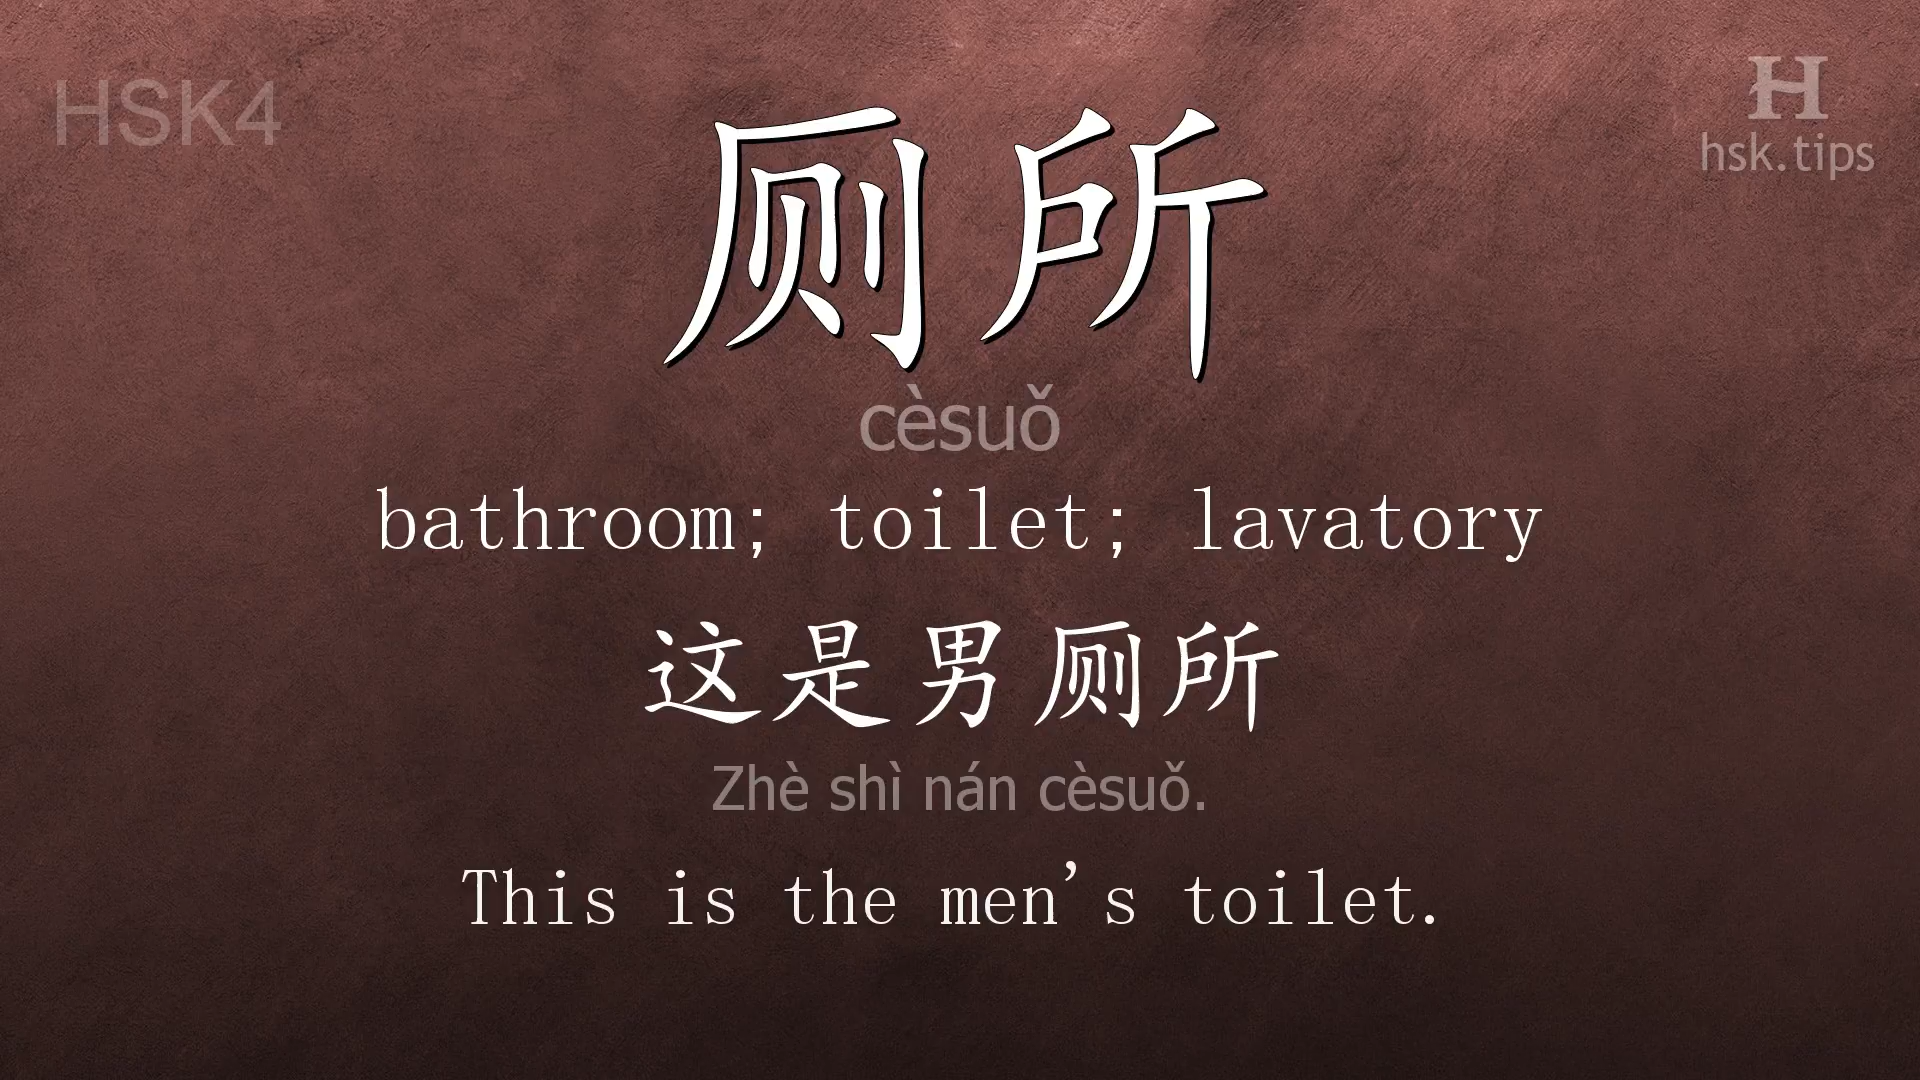 HSK4
H
hsk.tips
厕所
cèsuǒ
bathroom; toilet; lavatory
这是男厕所
Zhè shì nán cèsuǒ.
This is the men's toilet.